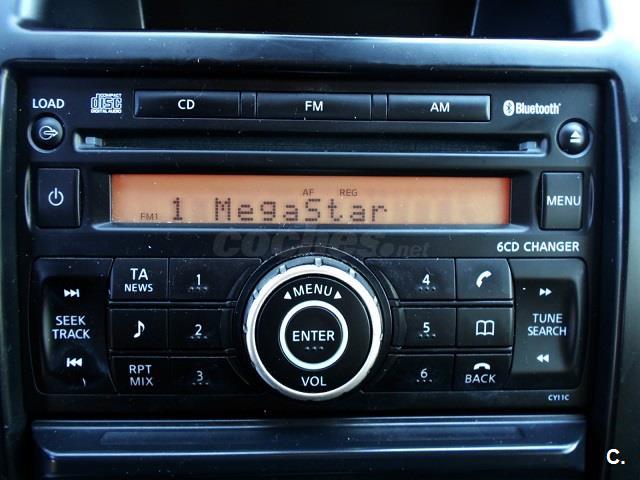 LOAD
COMPACT
disc
DIGITAL AUDIO
CD
FM
AM
Bluetooth
AF REG
FM1 1 MegaStar
MENU
coches.net
6CD CHANGER
TA
NEWS
1
MENU
4
SEEK
TRACK
2
ENTER
5
TUNE
SEARCH
RPT
MIX
3
VOL
6
BACK
CY11C
C.